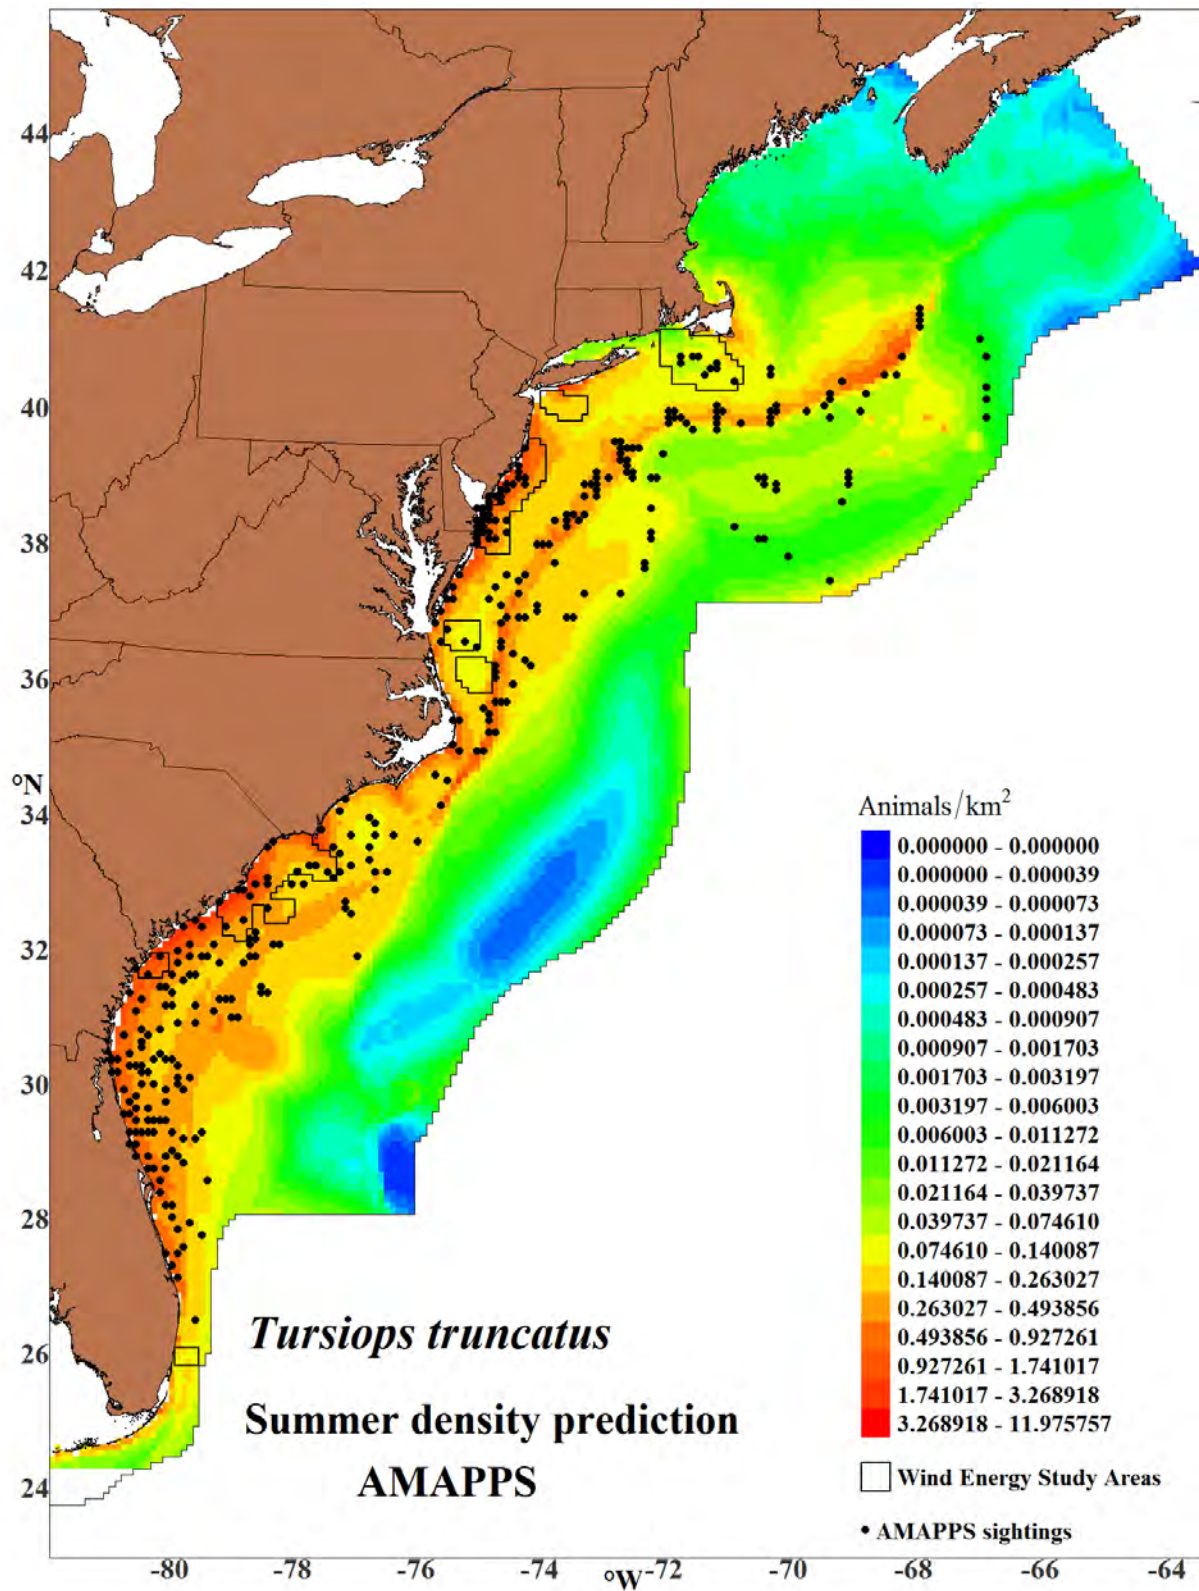 44
42
40
38
36
°N
34
32
30
28
26
24
Animals/km²
0.000000 - 0.000000
0.000000 - 0.000039
0.000039 - 0.000073
0.000073 - 0.000137
0.000137 - 0.000257
0.000257 - 0.000483
0.000483 - 0.000907
0.000907 - 0.001703
0.001703 - 0.003197
0.003197 - 0.006003
0.006003 - 0.011272
0.011272 - 0.021164
0.021164 - 0.039737
0.039737 - 0.074610
0.074610 - 0.140087
0.140087 - 0.263027
0.263027 - 0.493856
0.493856 - 0.927261
0.927261 - 1.741017
1.741017 - 3.268918
3.268918 - 11.975757
Wind Energy Study Areas
AMAPPS sightings
Tursiops truncatus
Summer density prediction
AMAPPS
-80 -78 -76 -74 °W -72 -70 -68 -66 -64